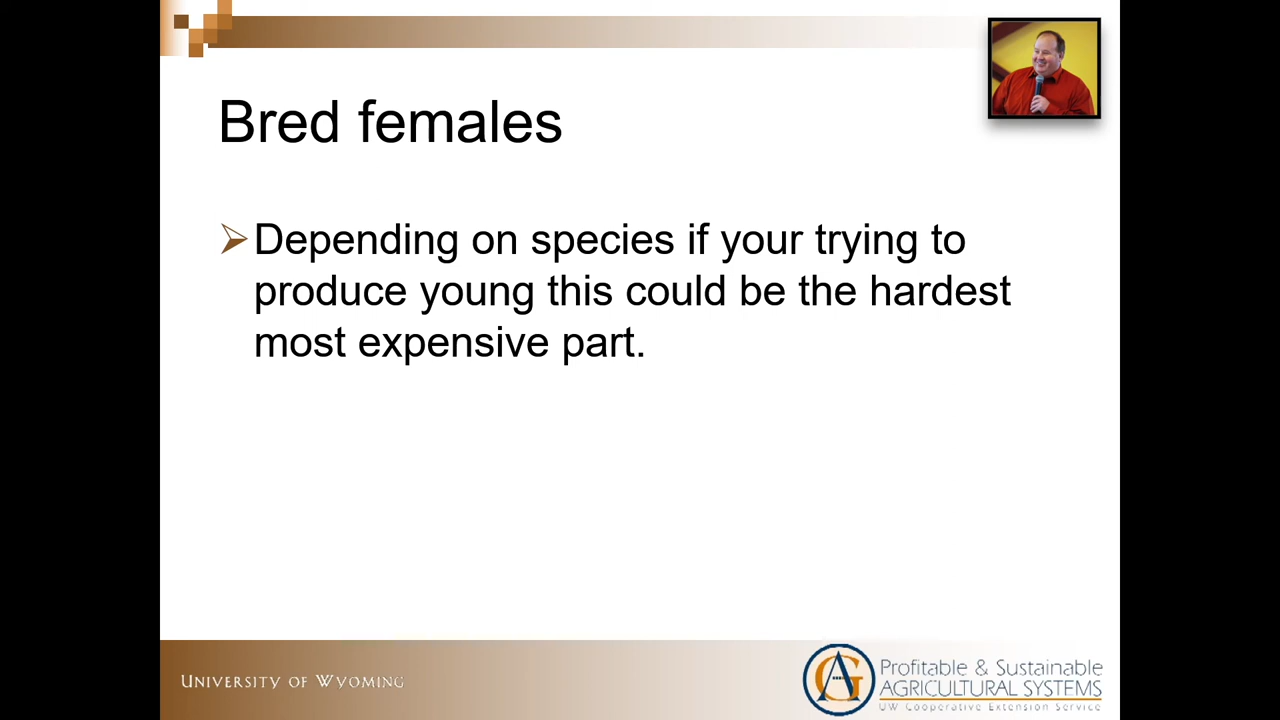 Bred females
Depending on species if your trying to
produce young this could be the hardest
most expensive part.
UNIVERSITY OF WYOMING
AG
Profitable & Sustainable
AGRICULTURAL SYSTEMS
UW Cooperative Extension Service